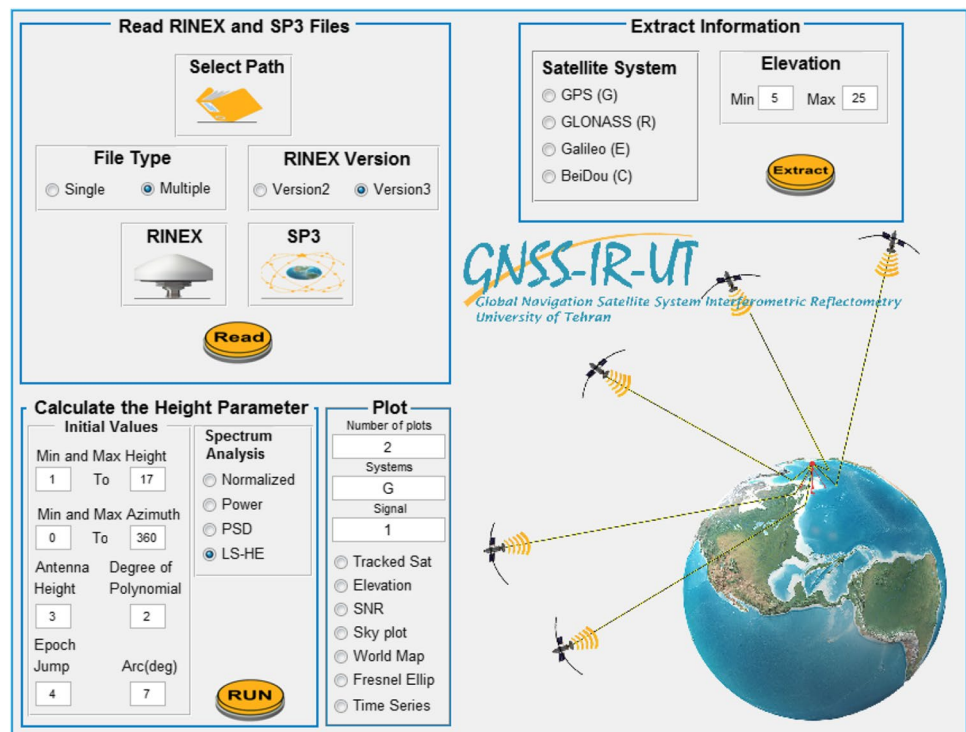 Read RINEX and SP3 Files
Select Path
File Type
Single Multiple
RINEX Version
Version2 Version3
RINEX
SP3
Read
Extract Information
Satellite System
GPS (G)
GLONASS (R)
Galileo (E)
BeiDou (C)
Elevation
Min 5 Max 25
Extract
GNSS-IR-UT
Global Navigation Satellite System Interferometric Reflectometry
University of Tehran
Calculate the Height Parameter
Initial Values
Min and Max Height
1 To 17
Min and Max Azimuth
0 To 360
Antenna Height
3
Degree of Polynomial
2
Epoch Jump
4
Arc(deg)
7
Spectrum Analysis
Normalized
Power
PSD
LS-HE
RUN
Plot
Number of plots
2
Systems
G
Signal
1
Tracked Sat
Elevation
SNR
Sky plot
World Map
Fresnel Ellip
Time Series